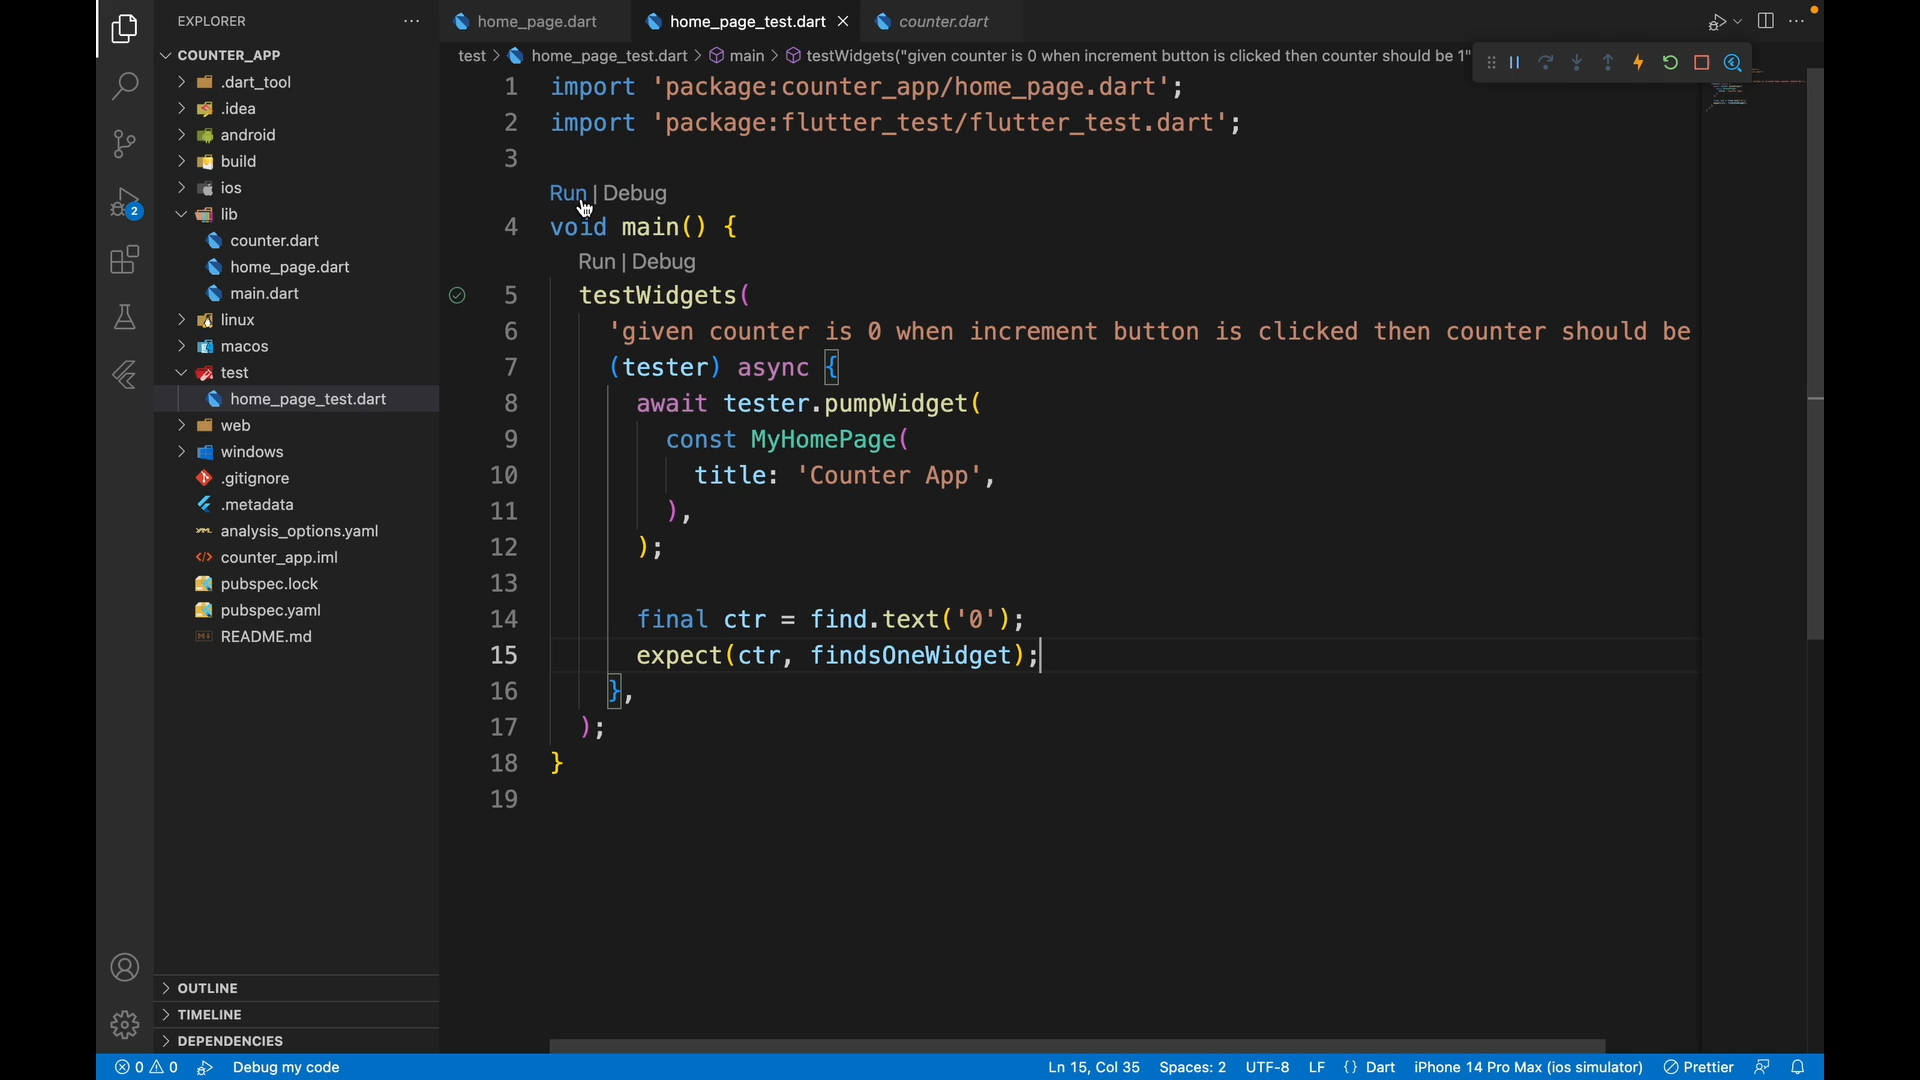 EXPLORER
COUNTER_APP
.dart_tool
.idea
android
build
ios
lib
counter.dart
home_page.dart
main.dart
linux
macos
test
home_page_test.dart
web
windows
.gitignore
.metadata
analysis_options.yaml
counter_app.iml
pubspec.lock
pubspec.yaml
README.md
OUTLINE
TIMELINE
DEPENDENCIES
2
home_page.dart
home_page_test.dart
counter.dart
test > home_page_test.dart > main > testWidgets("given counter is 0 when increment button is clicked then counter should be 1"
1 import 'package:counter_app/home_page.dart';
2 import 'package:flutter_test/flutter_test.dart';
3
Run | Debug
4 void main() {
Run | Debug
5 testWidgets(
6 'given counter is 0 when increment button is clicked then counter should be
7 (tester) async {
8 await tester.pumpWidget(
9 const MyHomePage(
10 title: 'Counter App',
11 ),
12 );
13
14 final ctr = find.text('0');
15 expect(ctr, findsOneWidget);
16 },
17 );
18 }
19
0 0 Debug my code
Ln 15, Col 35 Spaces: 2 UTF-8 LF {} Dart iPhone 14 Pro Max (ios simulator) Prettier